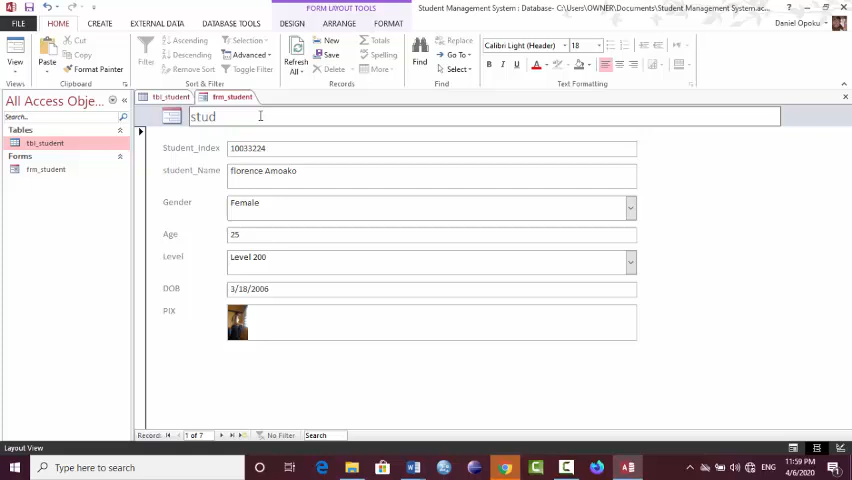 FORM LAYOUT TOOLS
Student Management System : C:\Users\OWNER\Documents\Student Management System.ac...
?
FILE
HOME
CREATE
EXTERNAL DATA
DATABASE TOOLS
DESIGN
ARRANGE
FORMAT
Daniel Opoku
View
Paste
Cut
Copy
Format Painter
Filter
Ascending
Descending
Remove Sort
Selection
Advanced
Toggle Filter
Refresh All
New
Save
Delete
Totals
Spelling
More
Find
Go To
Select
Calibri Light (Header)
18
B I U
Views
Clipboard
Sort & Filter
Records
Find
Text Formatting
All Access Obje...
Search...
Tables
tbl_student
Forms
frm_student
tbl_student
frm_student
stud
Student_Index 10033224
student_Name florence Amoako
Gender Female
Age 25
Level Level 200
DOB 3/18/2006
PIX
Record: 1 of 7 No Filter Search
Layout View
Type here to search
ENG
11:59 PM
4/6/2020